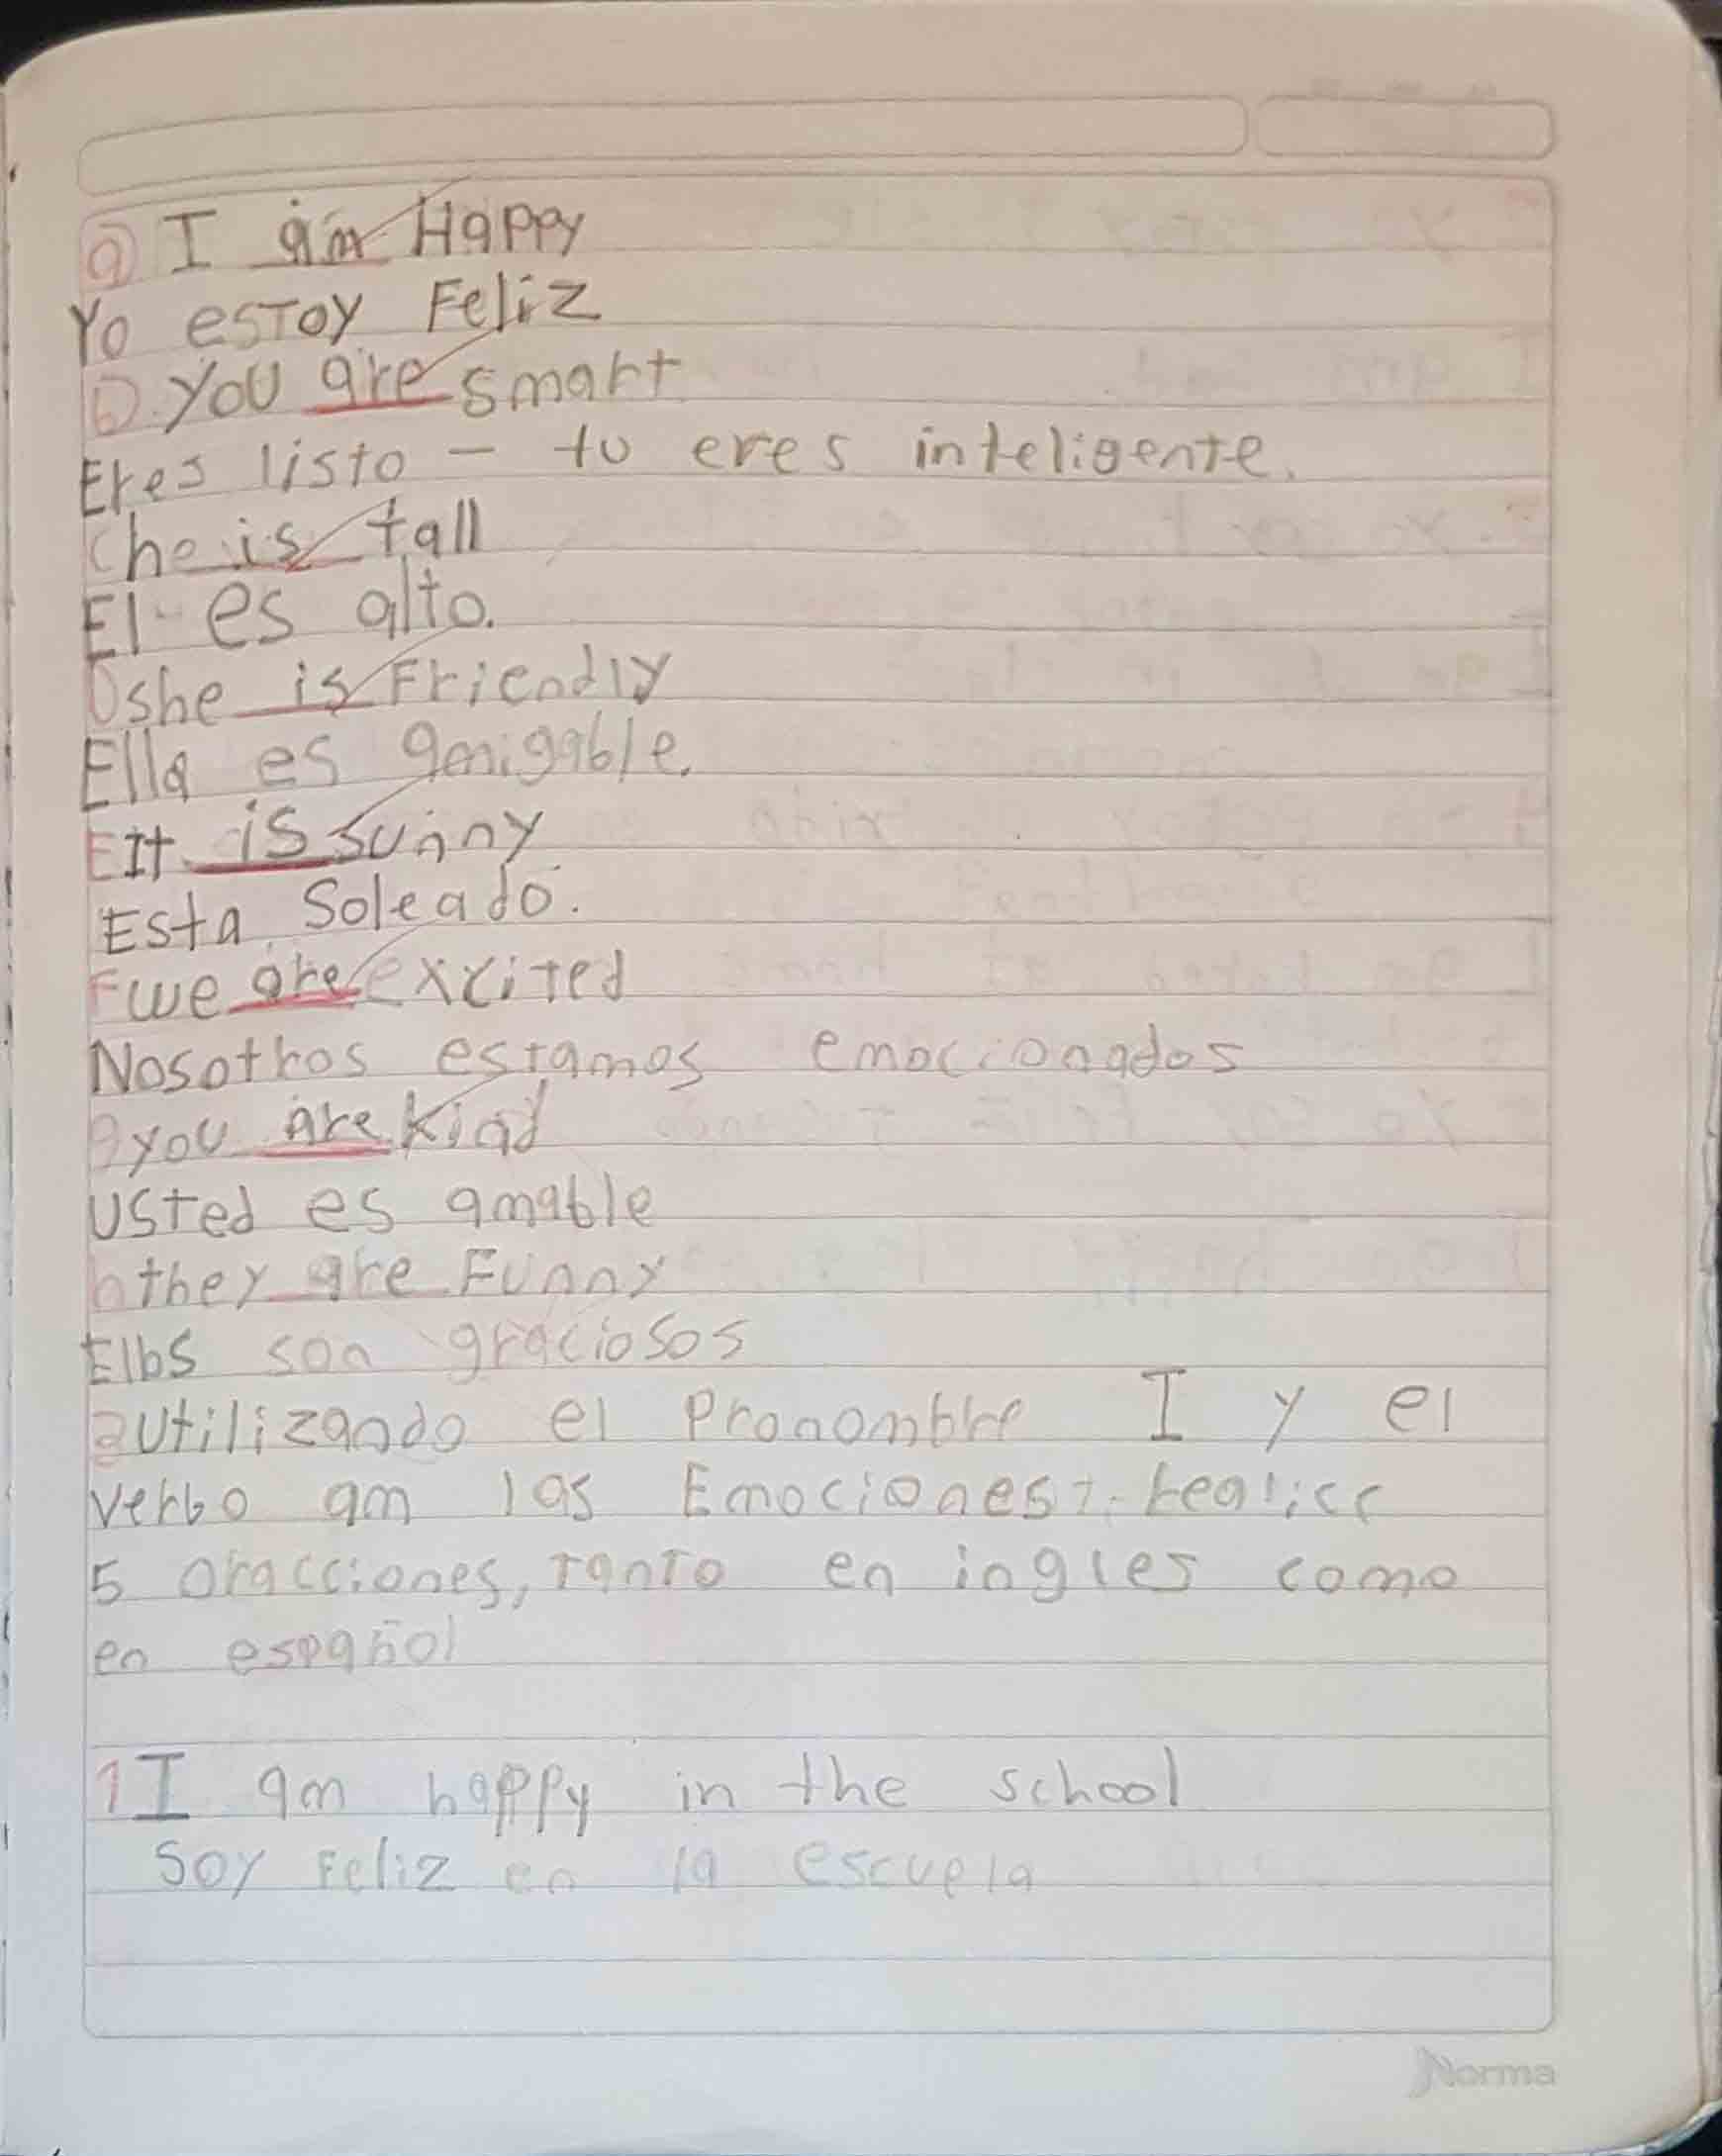 a) I am Happy
Yo estoy Feliz
b) you are smart
Eres listo - tu eres inteligente.
c he is tall
El es alto.
D she is Friendly
Ella es amigable.
E It is sunny
Esta Soleado.
F we are excited
Nosotros estamos emocionados
g you are kind
Usted es amable
h they are Funny
Ellos son graciosos
2 utilizando el pronombre I y el
verbo am las Emociones
5 oracciones, tanto en ingles como
en español
1 I am happy in the school
Soy Feliz en la escuela
Norma